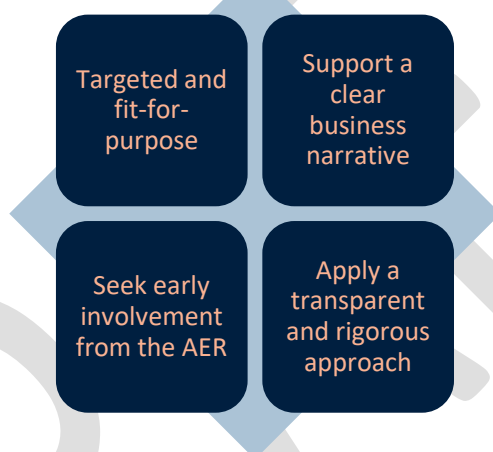 Targeted and
fit-for-
purpose
Support a
clear
business
narrative
Seek early
involvement
from the AER
Apply a
transparent
and rigorous
approach